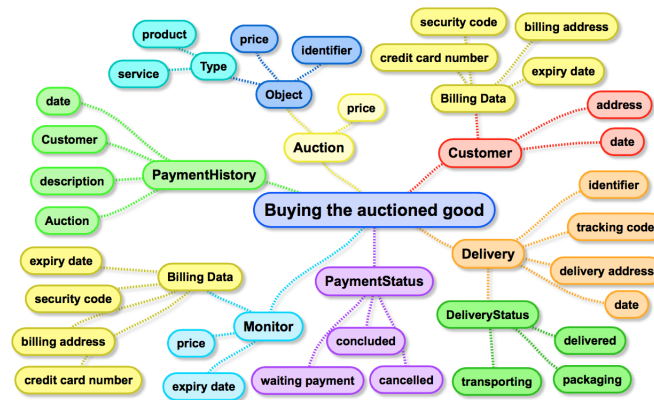 security code
billing address
product
price
identifier
credit card number
service
Type
expiry date
Object
Billing Data
date
price
address
Customer
Auction
Customer
date
description
PaymentHistory
identifier
Auction
Buying the auctioned good
tracking code
expiry date
Delivery
Billing Data
PaymentStatus
delivery address
security code
date
DeliveryStatus
billing address
price
Monitor
concluded
delivered
credit card number
expiry date
waiting payment
cancelled
transporting
packaging